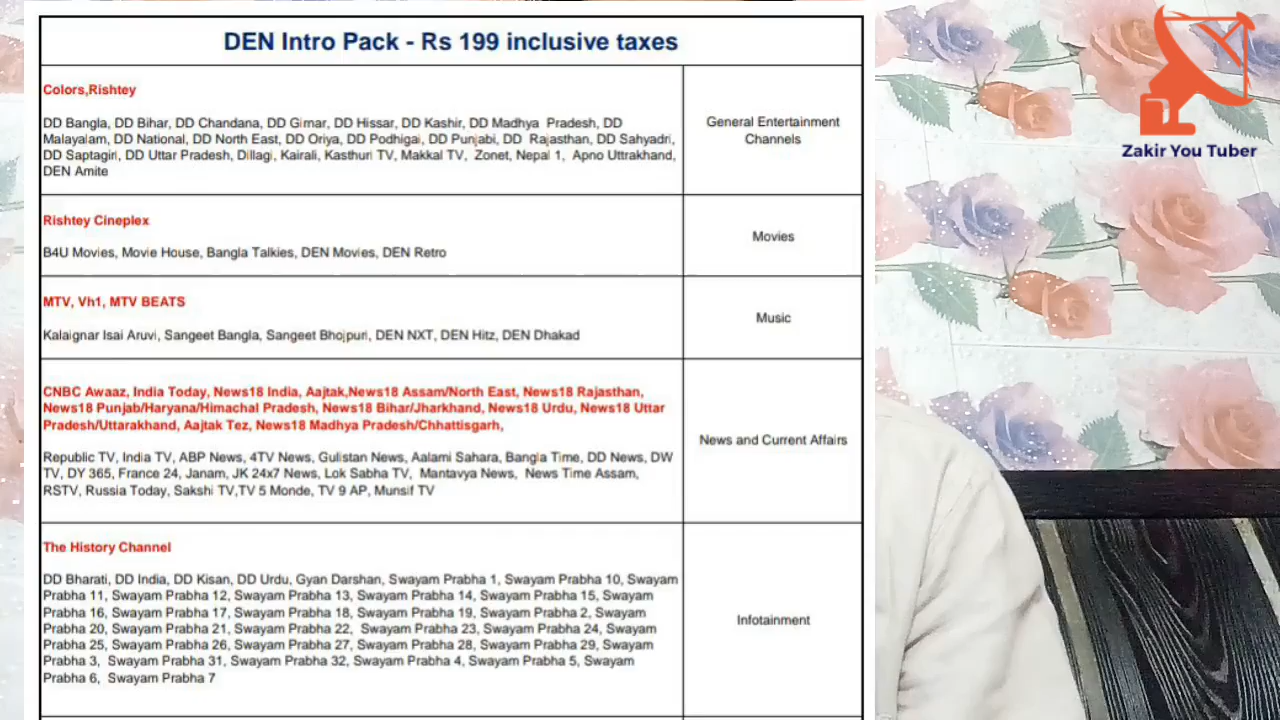 DEN Intro Pack - Rs 199 inclusive taxes
Colors,Rishtey
DD Bangla, DD Bihar, DD Chandana, DD Girnar, DD Hissar, DD Kashir, DD Madhya Pradesh, DD
Malayalam, DD National, DD North East, DD Oriya, DD Podhigai, DD Punjabi, DD Rajasthan, DD Sahyadri,
DD Saptagiri, DD Uttar Pradesh, Dillagi, Kairali, Kasthuri TV, Makkal TV, Zonet, Nepal 1, Apno Uttrakhand,
DEN Amite
General Entertainment
Channels
Rishtey Cineplex
B4U Movies, Movie House, Bangla Talkies, DEN Movies, DEN Retro
Movies
MTV, Vh1, MTV BEATS
Kalaignar Isai Aruvi, Sangeet Bangla, Sangeet Bhojpuri, DEN NXT, DEN Hitz, DEN Dhakad
Music
CNBC Awaaz, India Today, News18 India, Aajtak,News18 Assam/North East, News18 Rajasthan,
News18 Punjab/Haryana/Himachal Pradesh, News18 Bihar/Jharkhand, News18 Urdu, News18 Uttar
Pradesh/Uttarakhand, Aajtak Tez, News18 Madhya Pradesh/Chhattisgarh,
Republic TV, India TV, ABP News, 4TV News, Gulistan News, Aalami Sahara, Bangla Time, DD News, DW
TV, DY 365, France 24, Janam, JK 24x7 News, Lok Sabha TV, Mantavya News, News Time Assam,
RSTV, Russia Today, Sakshi TV,TV 5 Monde, TV 9 AP, Munsif TV
News and Current Affairs
The History Channel
DD Bharati, DD India, DD Kisan, DD Urdu, Gyan Darshan, Swayam Prabha 1, Swayam Prabha 10, Swayam
Prabha 11, Swayam Prabha 12, Swayam Prabha 13, Swayam Prabha 14, Swayam Prabha 15, Swayam
Prabha 16, Swayam Prabha 17, Swayam Prabha 18, Swayam Prabha 19, Swayam Prabha 2, Swayam
Prabha 20, Swayam Prabha 21, Swayam Prabha 22, Swayam Prabha 23, Swayam Prabha 24, Swayam
Prabha 25, Swayam Prabha 26, Swayam Prabha 27, Swayam Prabha 28, Swayam Prabha 29, Swayam
Prabha 3, Swayam Prabha 31, Swayam Prabha 32, Swayam Prabha 4, Swayam Prabha 5, Swayam
Prabha 6, Swayam Prabha 7
Infotainment
Zakir You Tuber